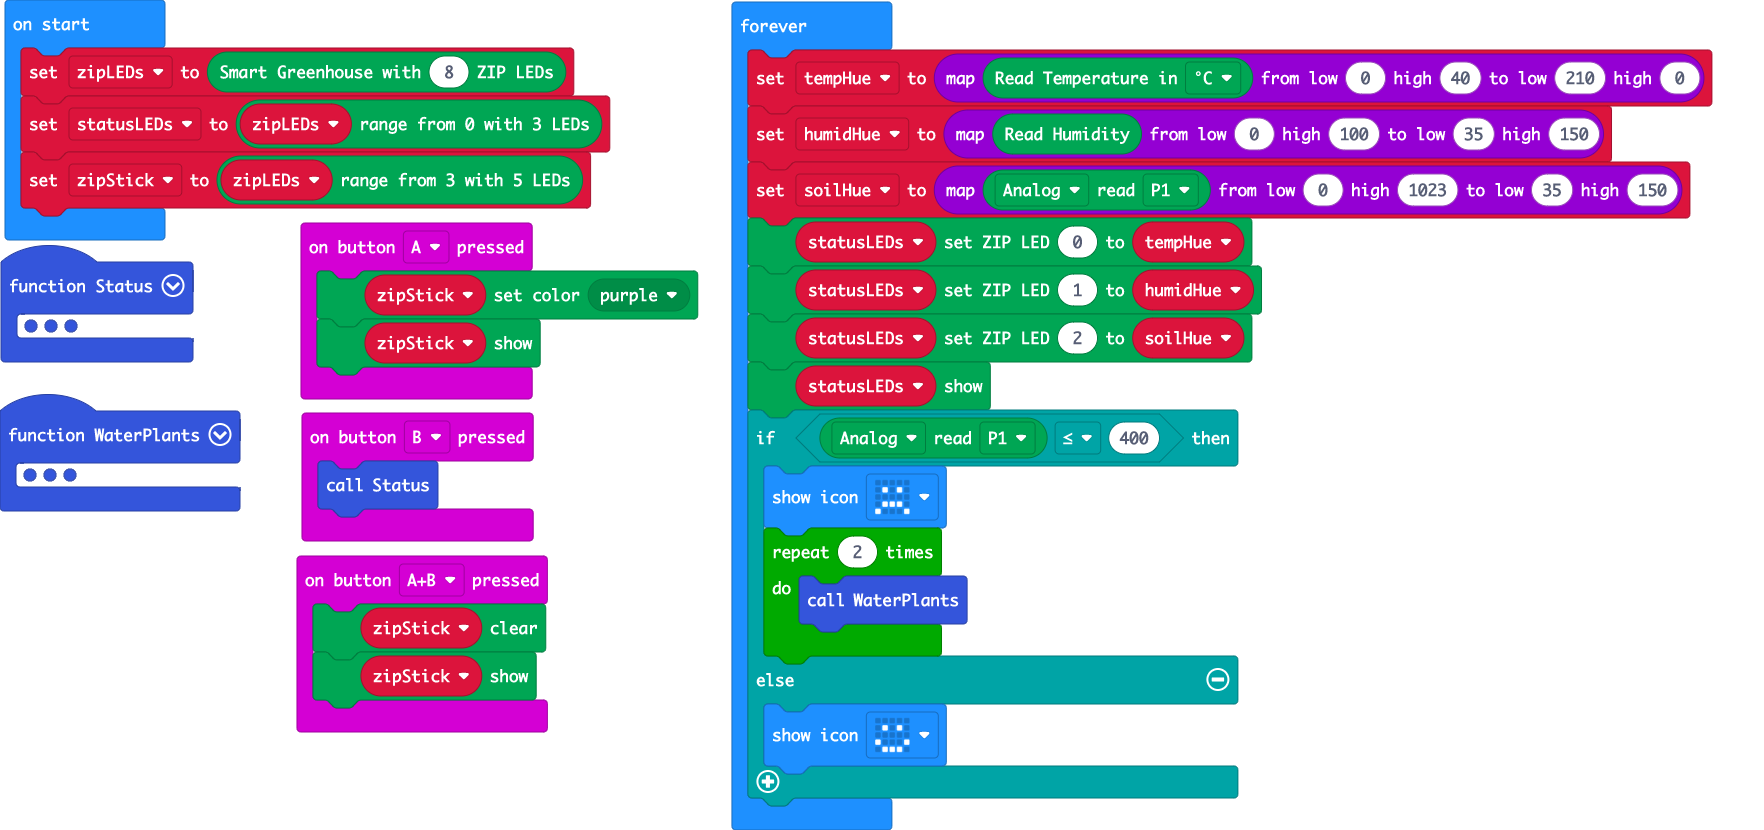 on start
set zipLEDs to Smart Greenhouse with 8 ZIP LEDs
set statusLEDs to zipLEDs range from 0 with 3 LEDs
set zipStick to zipLEDs range from 3 with 5 LEDs
function Status
function WaterPlants
on button A pressed
zipStick set color purple
zipStick show
on button B pressed
call Status
on button A+B pressed
zipStick clear
zipStick show
forever
set tempHue to map Read Temperature in °C from low 0 high 40 to low 210 high 0
set humidHue to map Read Humidity from low 0 high 100 to low 35 high 150
set soilHue to map Analog read P1 from low 0 high 1023 to low 35 high 150
statusLEDs set ZIP LED 0 to tempHue
statusLEDs set ZIP LED 1 to humidHue
statusLEDs set ZIP LED 2 to soilHue
statusLEDs show
if Analog read P1 ≤ 400 then
show icon
repeat 2 times
do call WaterPlants
else
show icon